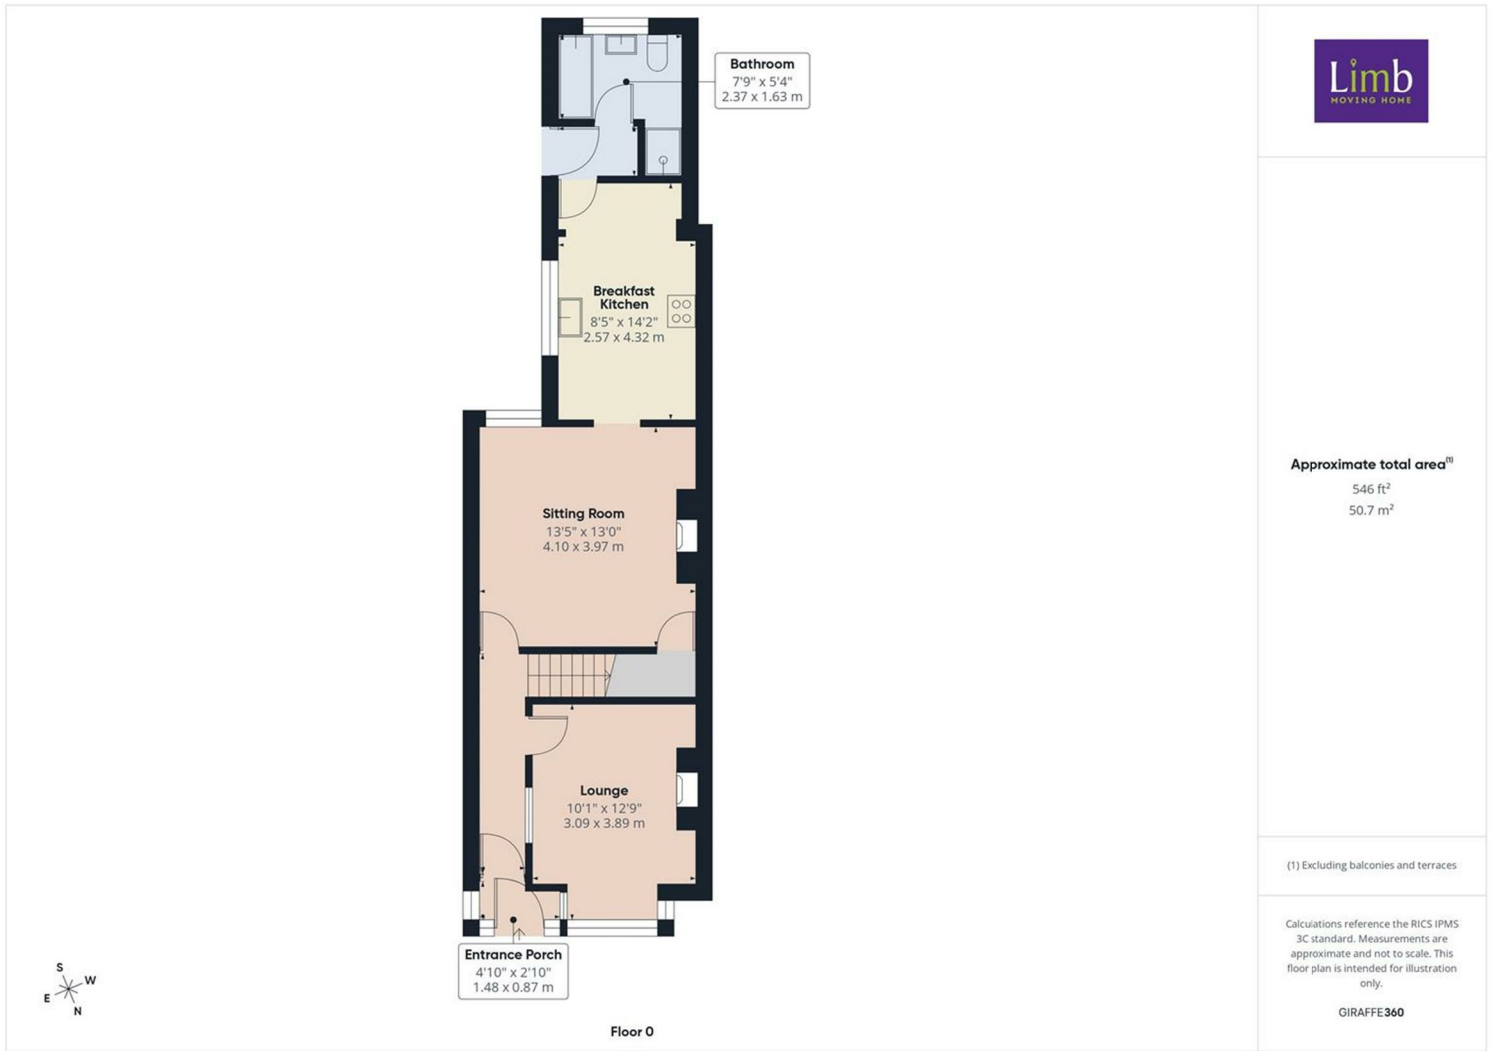 Bathroom
7'9" x 5'4"
2.37 x 1.63 m
Limb
MOVING HOME
Breakfast
Kitchen
8'5" x 14'2"
2.57 x 4.32 m
Sitting Room
13'5" x 13'0"
4.10 x 3.97 m
Lounge
10'1" x 12'9"
3.09 x 3.89 m
Entrance Porch
4'10" x 2'10"
1.48 x 0.87 m
S
W
E
N
Floor 0
Approximate total area(1)
546 ft²
50.7 m²
(1) Excluding balconies and terraces
Calculations reference the RICS IPMS
3C standard. Measurements are
approximate and not to scale. This
floor plan is intended for illustration
only.
GIRAFFE360